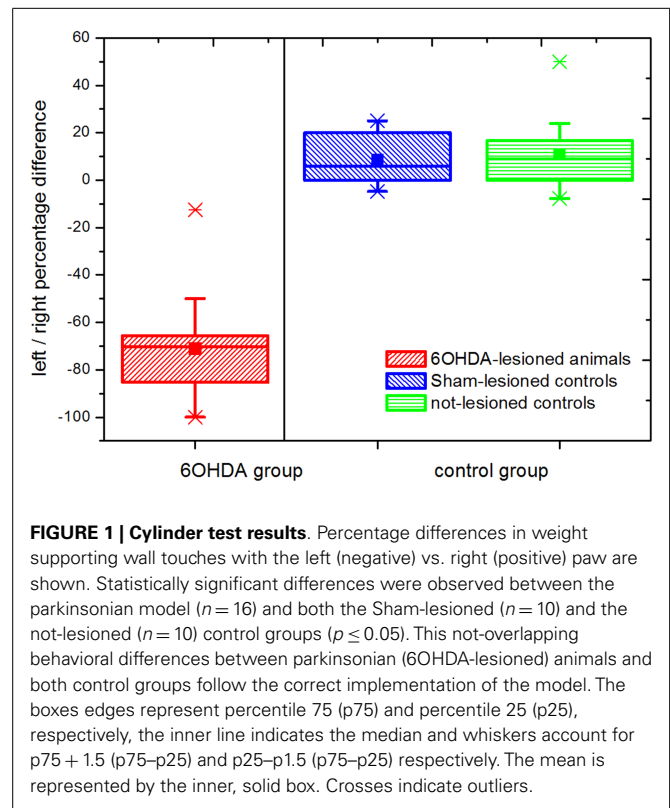 60
40
20
0
-20
-40
-60
-80
-100
left / right percentage difference
6OHDA-lesioned animals
Sham-lesioned controls
not-lesioned controls
6OHDA group control group
FIGURE 1 | Cylinder test results. Percentage differences in weight
supporting wall touches with the left (negative) vs. right (positive) paw are
shown. Statistically significant differences were observed between the
parkinsonian model (n = 16) and both the Sham-lesioned (n = 10) and the
not-lesioned (n = 10) control groups (p ≤ 0.05). This not-overlapping
behavioral differences between parkinsonian (6OHDA-lesioned) animals and
both control groups follow the correct implementation of the model. The
boxes edges represent percentile 75 (p75) and percentile 25 (p25),
respectively, the inner line indicates the median and whiskers account for
p75 + 1.5 (p75–p25) and p25–p1.5 (p75–p25) respectively. The mean is
represented by the inner, solid box. Crosses indicate outliers.